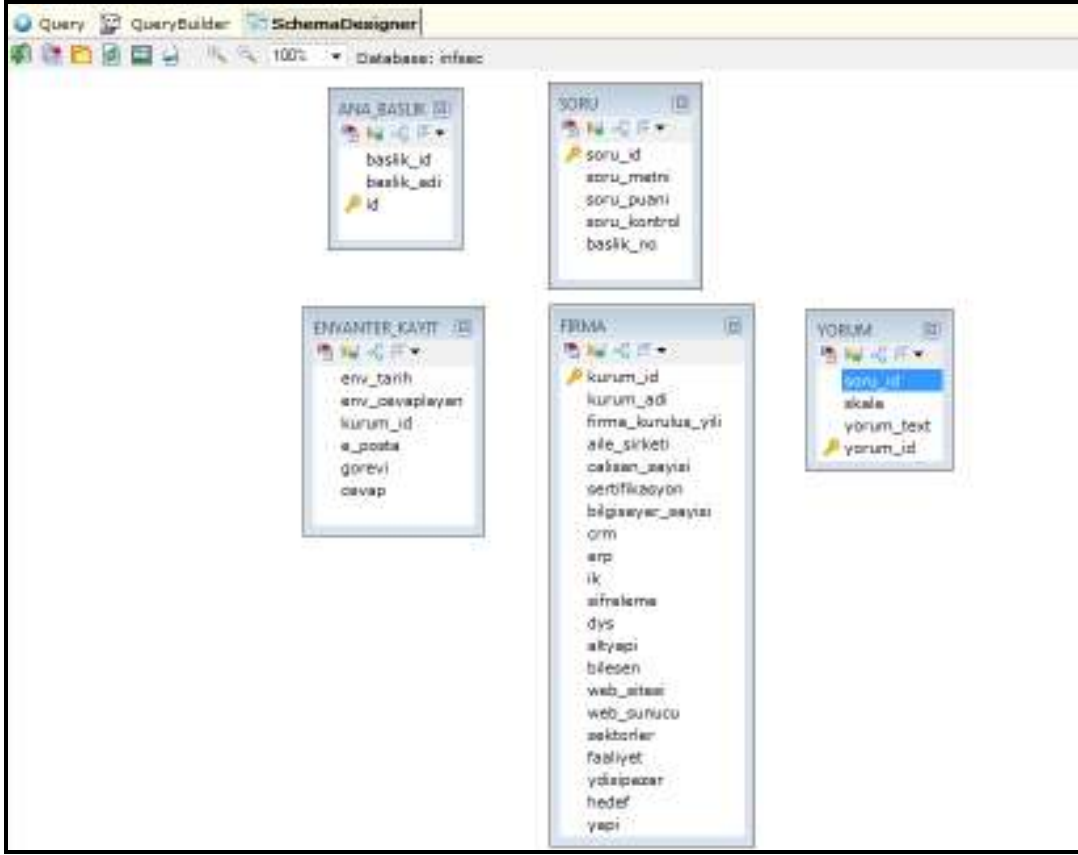 Query QueryBuilder SchemaDesigner
100% Database: infsec
ANA_BASLIK
baslik_id
baslik_adi
id
SORU
soru_id
soru_metni
soru_puani
soru_kontrol
baslik_no
ENVANTER_KAYIT
env_tarih
env_cevaplayan
kurum_id
e_posta
gorevi
cevap
FIRMA
kurum_id
kurum_adi
firma_kurulus_yili
aile_sirketi
calisan_sayisi
sertifikasyon
bilgisayar_sayisi
crm
erp
ik
sifreleme
dys
altyapi
bilesen
web_sitesi
web_sunucu
sektorler
faaliyet
ydisipazar
hedef
yapi
YORUM
soru_id
skala
yorum_text
yorum_id